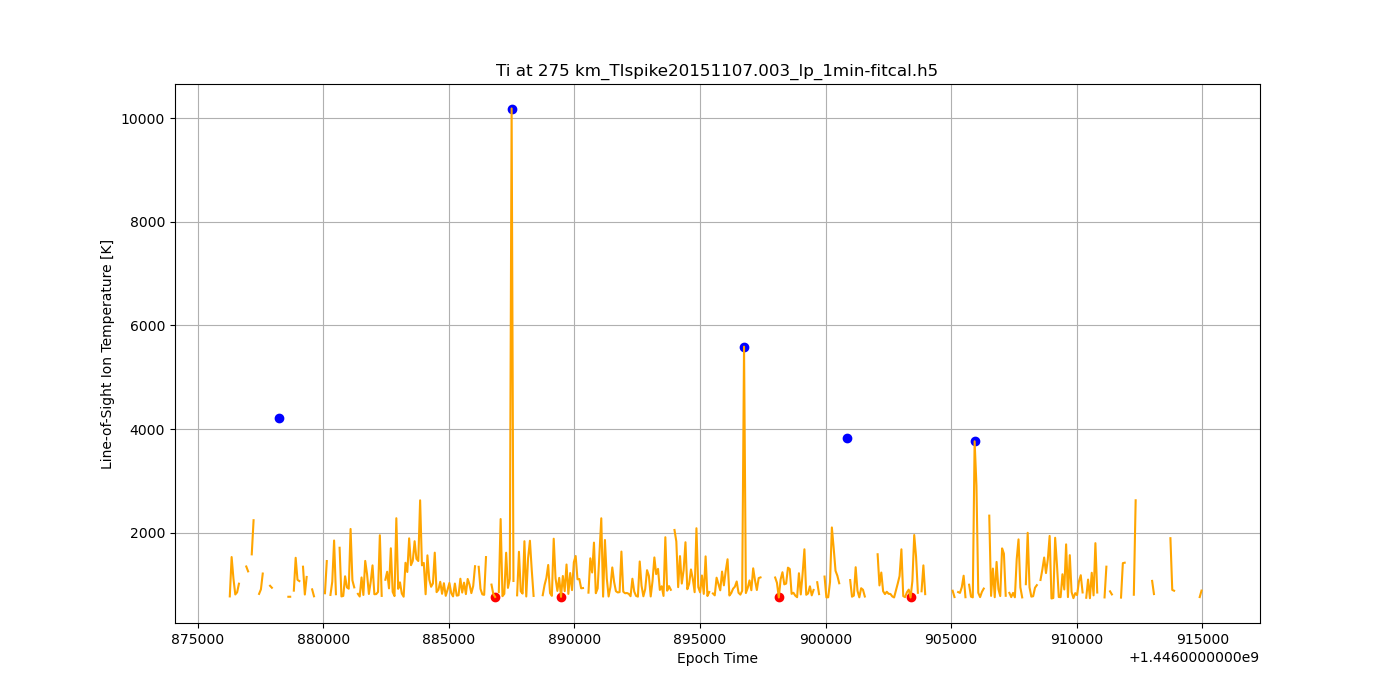 Ti at 275 km_TIspike20151107.003_lp_1min-fitcal.h5
Line-of-Sight Ion Temperature [K]
10000
8000
6000
4000
2000
875000 880000 885000 890000 895000 900000 905000 910000 915000
Epoch Time
+1.4460000000e9